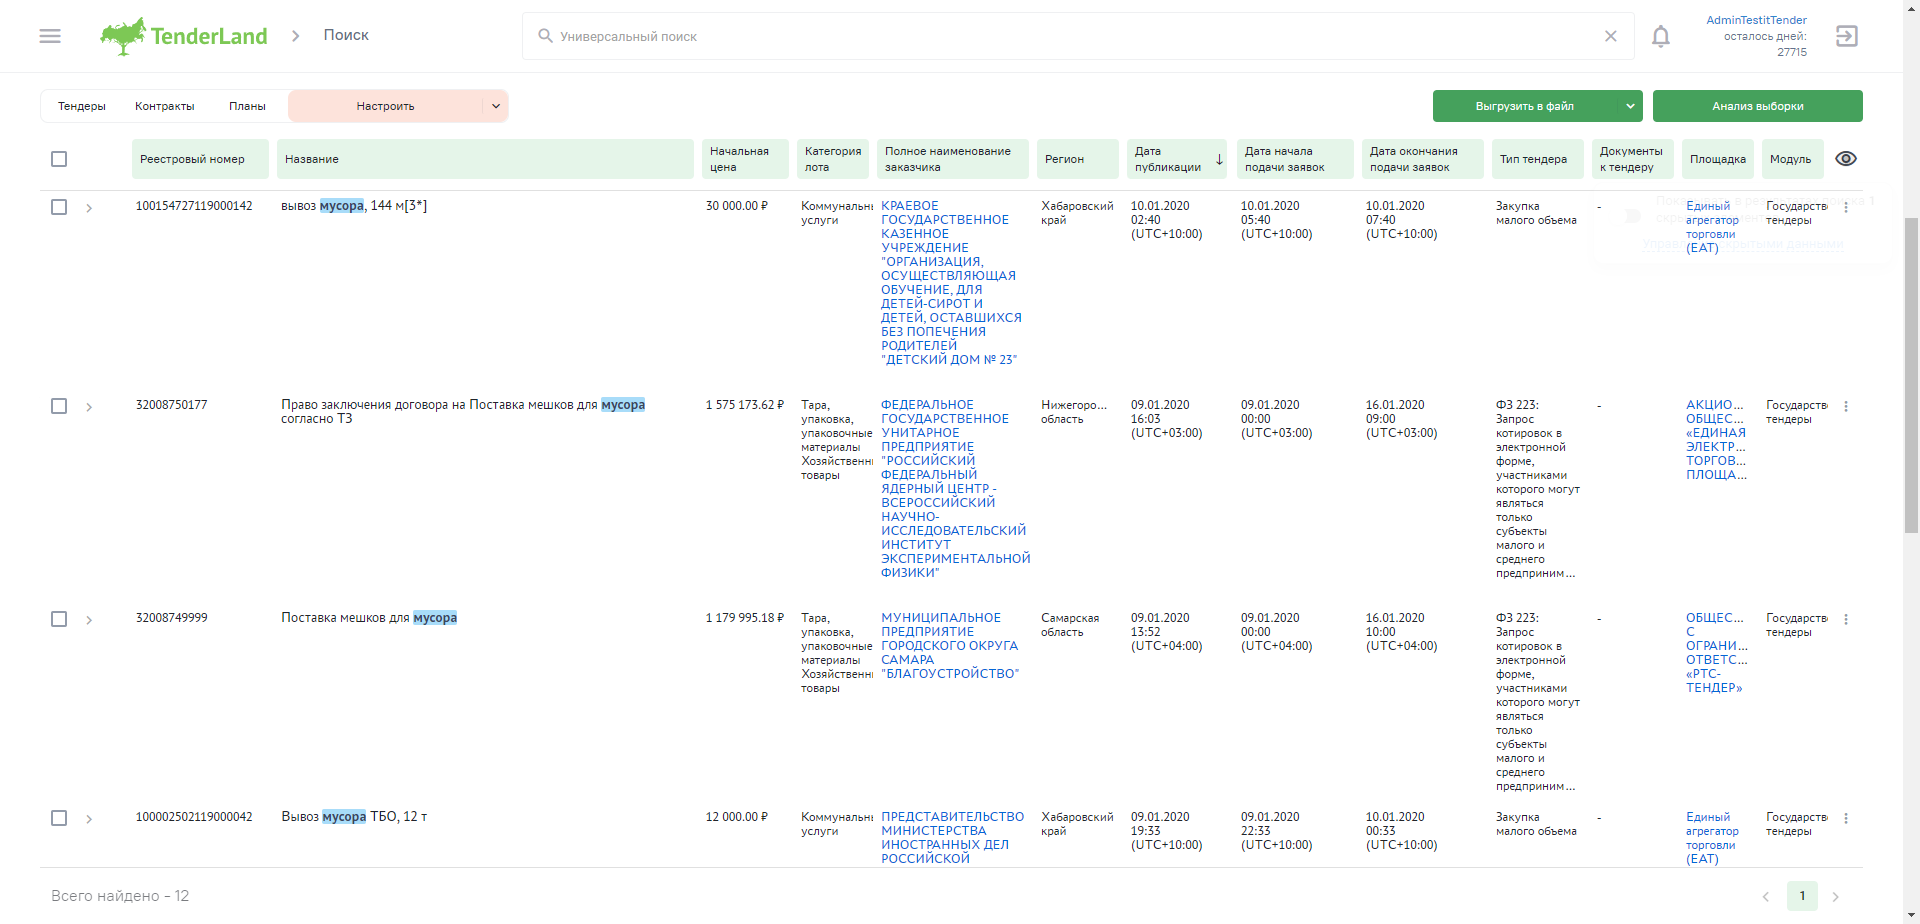 TenderLand
Поиск
Универсальный поиск
AdminTestitTender
осталось дней:
27715
Тендеры
Контракты
Планы
Настроить
Выгрузить в файл
Анализ выборки
Реестровый номер
Название
Начальная
цена
Категория
лота
Полное наименование
заказчика
Регион
Дата
публикации
Дата начала
подачи заявок
Дата окончания
подачи заявок
Тип тендера
Документы
к тендеру
Площадка
Модуль
100154727119000142
вывоз мусора, 144 м[3*]
30 000.00 ₽
Коммунальн
услуги
КРАЕВОЕ
ГОСУДАРСТВЕННОЕ
КАЗЕННОЕ
УЧРЕЖДЕНИЕ
"ОРГАНИЗАЦИЯ,
ОСУЩЕСТВЛЯЮЩАЯ
ОБУЧЕНИЕ, ДЛЯ
ДЕТЕЙ-СИРОТ И
ДЕТЕЙ, ОСТАВШИХСЯ
БЕЗ ПОПЕЧЕНИЯ
РОДИТЕЛЕЙ
"ДЕТСКИЙ ДОМ № 23"
Хабаровский
край
10.01.2020
02:40
(UTC+10:00)
10.01.2020
05:40
(UTC+10:00)
10.01.2020
07:40
(UTC+10:00)
Закупка
малого объема
-
Единый
агрегатор
торговли
(ЕАТ)
Государств
тендеры
32008750177
Право заключения договора на Поставка мешков для мусора
согласно ТЗ
1 575 173.62 ₽
Тара,
упаковка,
упаковочные
материалы
Хозяйственн
товары
ФЕДЕРАЛЬНОЕ
ГОСУДАРСТВЕННОЕ
УНИТАРНОЕ
ПРЕДПРИЯТИЕ
"РОССИЙСКИЙ
ФЕДЕРАЛЬНЫЙ
ЯДЕРНЫЙ ЦЕНТР -
ВСЕРОССИЙСКИЙ
НАУЧНО-
ИССЛЕДОВАТЕЛЬСКИЙ
ИНСТИТУТ
ЭКСПЕРИМЕНТАЛЬНОЙ
ФИЗИКИ"
Нижегоро...
область
09.01.2020
16:03
(UTC+03:00)
09.01.2020
00:00
(UTC+03:00)
16.01.2020
09:00
(UTC+03:00)
ФЗ 223:
Запрос
котировок в
электронной
форме,
участниками
которого могут
являться
только
субъекты
малого и
среднего
предприним...
-
АКЦИО...
ОБЩЕС...
«ЕДИНАЯ
ЭЛЕКТР...
ТОРГОВ...
ПЛОЩА...
Государств
тендеры
32008749999
Поставка мешков для мусора
1 179 995.18 ₽
Тара,
упаковка,
упаковочные
материалы
Хозяйственн
товары
МУНИЦИПАЛЬНОЕ
ПРЕДПРИЯТИЕ
ГОРОДСКОГО ОКРУГА
САМАРА
"БЛАГОУСТРОЙСТВО"
Самарская
область
09.01.2020
13:52
(UTC+04:00)
09.01.2020
00:00
(UTC+04:00)
16.01.2020
10:00
(UTC+04:00)
ФЗ 223:
Запрос
котировок в
электронной
форме,
участниками
которого могут
являться
только
субъекты
малого и
среднего
предприним...
-
ОБЩЕС...
С
ОГРАНИ...
ОТВЕТС...
«РТС-
ТЕНДЕР»
Государств
тендеры
100002502119000042
Вывоз мусора ТБО, 12 т
12 000.00 ₽
Коммунальн
услуги
ПРЕДСТАВИТЕЛЬСТВО
МИНИСТЕРСТВА
ИНОСТРАННЫХ ДЕЛ
РОССИЙСКОЙ
Хабаровский
край
09.01.2020
19:33
(UTC+10:00)
09.01.2020
22:33
(UTC+10:00)
10.01.2020
00:33
(UTC+10:00)
Закупка
малого объема
-
Единый
агрегатор
торговли
(ЕАТ)
Государств
тендеры
Всего найдено - 12
1